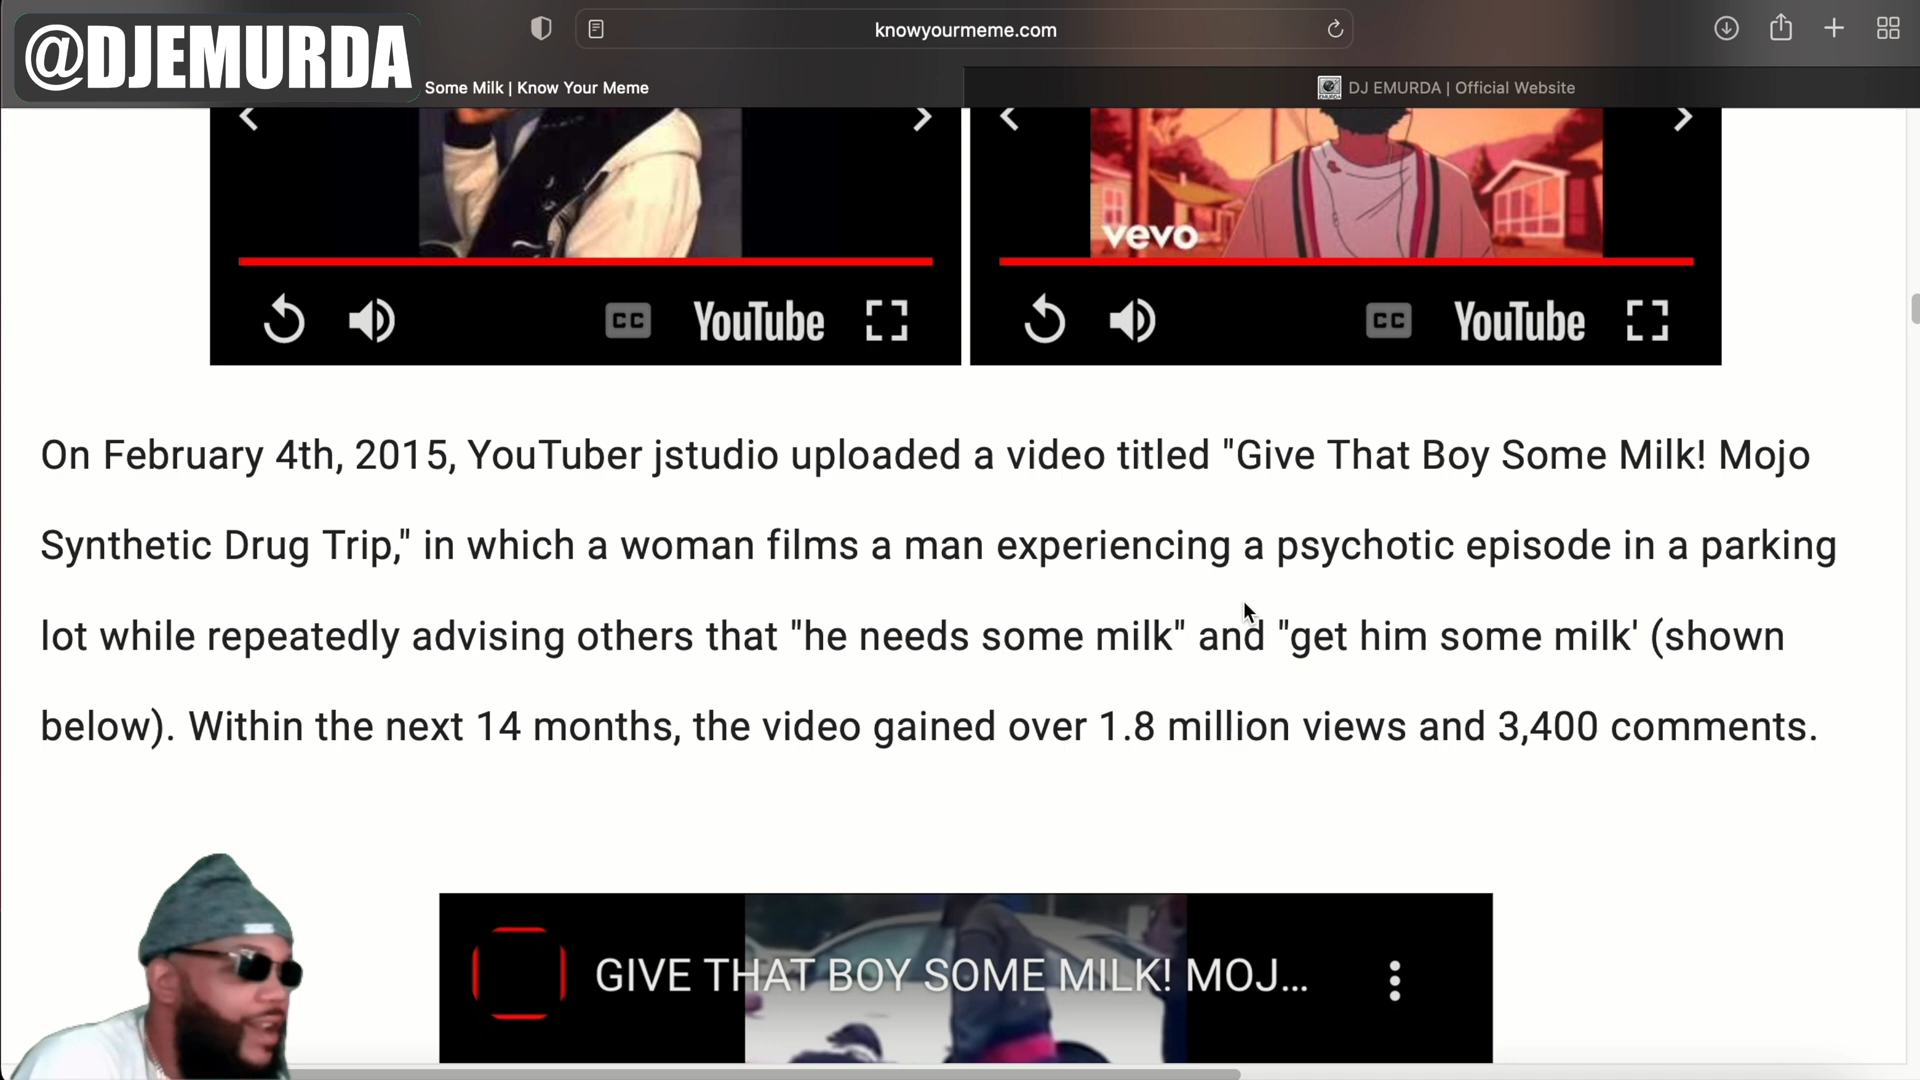 @DJEMURDA
knowyourmeme.com
Some Milk | Know Your Meme
DJ EMURDA | Official Website
vevo
CC YouTube
CC YouTube
On February 4th, 2015, YouTuber jstudio uploaded a video titled "Give That Boy Some Milk! Mojo
Synthetic Drug Trip," in which a woman films a man experiencing a psychotic episode in a parking
lot while repeatedly advising others that "he needs some milk" and "get him some milk' (shown
below). Within the next 14 months, the video gained over 1.8 million views and 3,400 comments.
GIVE THAT BOY SOME MILK! MOJ...